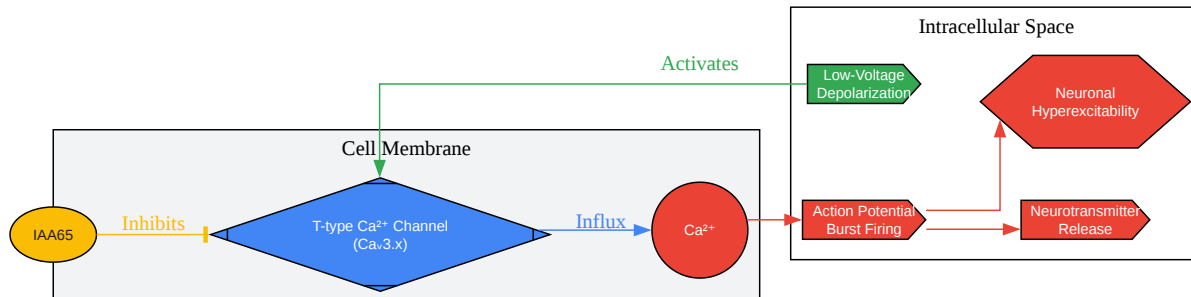 Intracellular Space
Activates
Low-Voltage
Depolarization
Neuronal
Hyperexcitability
Cell Membrane
IAA65
Inhibits
T-type Ca²⁺ Channel
(Caᵥ3.x)
Influx
Ca²⁺
Action Potential
Burst Firing
Neurotransmitter
Release